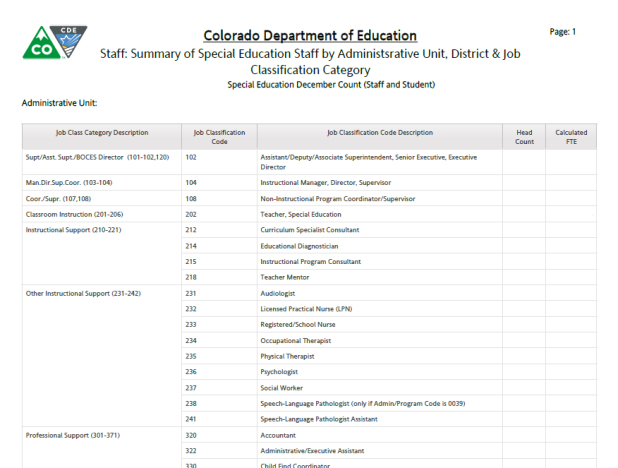 CDE
CO
Colorado Department of Education
Page: 1
Staff: Summary of Special Education Staff by Adminitsrative Unit, District & Job
Classification Category
Special Education December Count (Staff and Student)
Administrative Unit:
Job Class Category Description Job Classification Code Job Classification Code Description Head Count Calculated FTE
Supt/Asst. Supt./BOCES Director (101-102,120) 102 Assistant/Deputy/Associate Superintendent, Senior Executive, Executive
Director
Man.Dir.Sup.Coor. (103-104) 104 Instructional Manager, Director, Supervisor
Coor./Supr. (107,108) 108 Non-Instructional Program Coordinator/Supervisor
Classroom Instruction (201-206) 202 Teacher, Special Education
Instructional Support (210-221) 212 Curriculum Specialist Consultant
214 Educational Diagnostician
215 Instructional Program Consultant
218 Teacher Mentor
Other Instructional Support (231-242) 231 Audiologist
232 Licensed Practical Nurse (LPN)
233 Registered/School Nurse
234 Occupational Therapist
235 Physical Therapist
236 Psychologist
237 Social Worker
238 Speech-Language Pathologist (only if Admin/Program Code is 0039)
241 Speech-Language Pathologist Assistant
Professional Support (301-371) 320 Accountant
322 Administrative/Executive Assistant
330 Child Find Coordinator